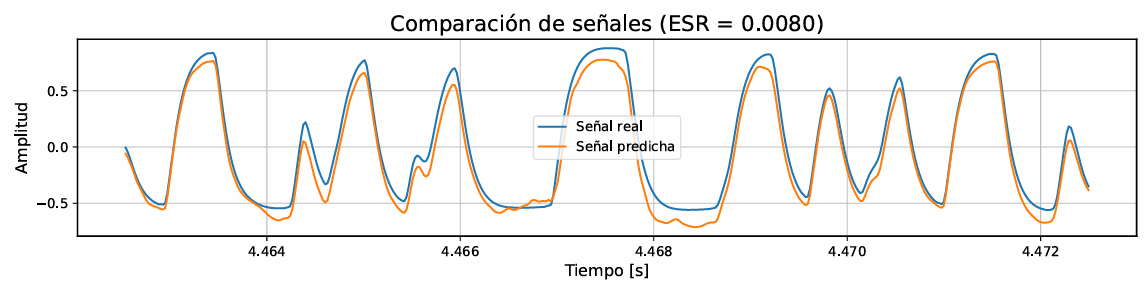 Comparación de señales (ESR = 0.0080)
Amplitud
0.5
0.0
−0.5
Señal real
Señal predicha
4.464 4.466 4.468 4.470 4.472
Tiempo [s]